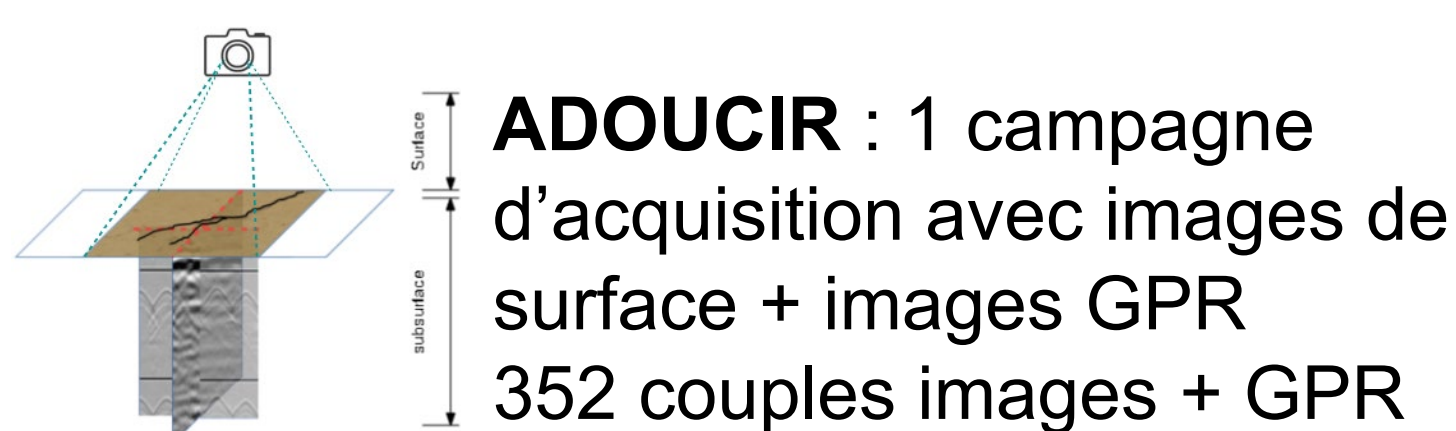 Surface
subsurface
ADOUCIR : 1 campagne
d’acquisition avec images de
surface + images GPR
352 couples images + GPR